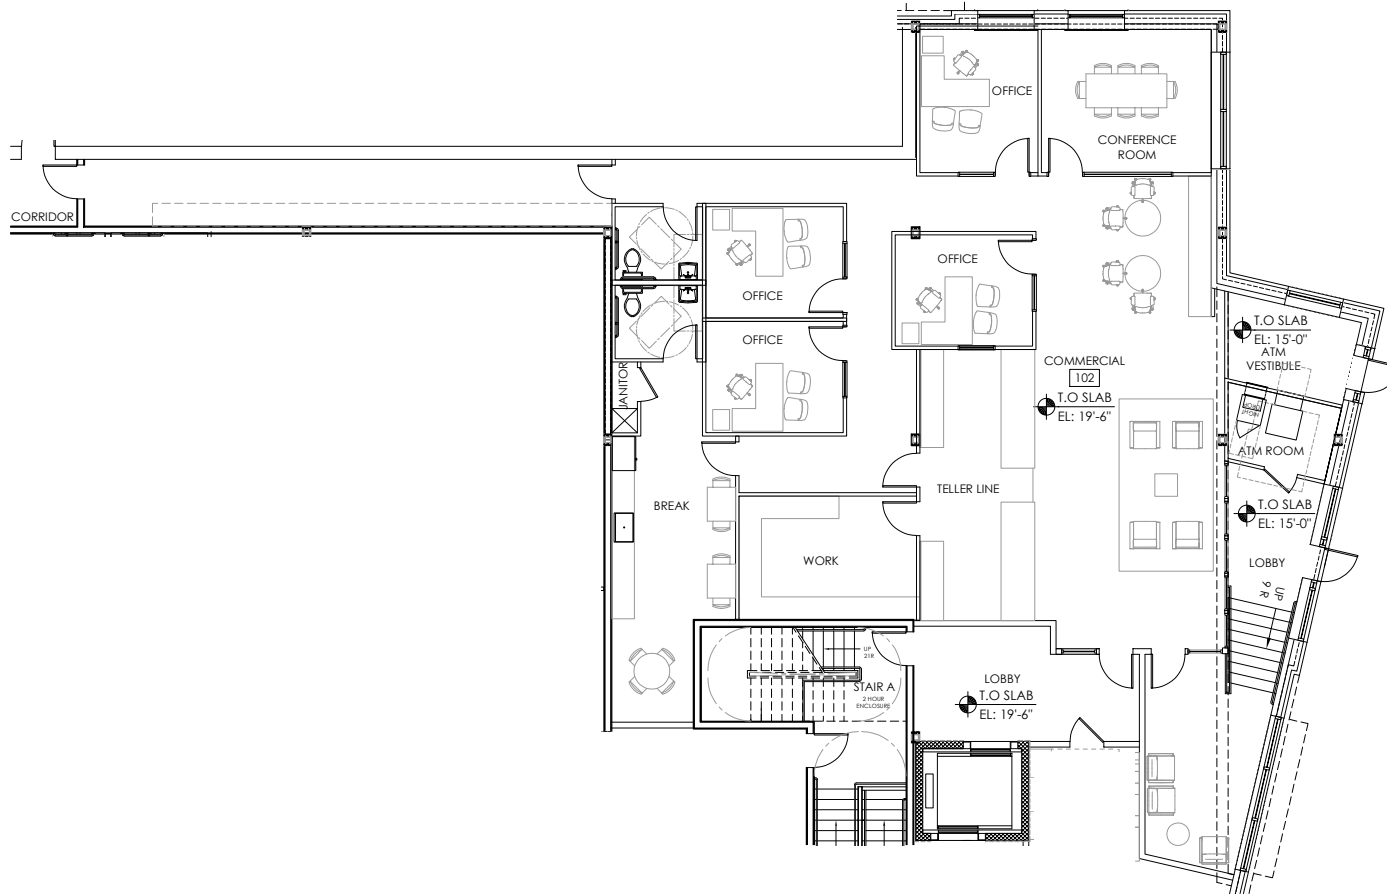 OFFICE
CONFERENCE
ROOM
CORRIDOR
OFFICE
OFFICE
T.O SLAB
EL: 15'-0"
ATM
VESTIBULE
OFFICE
COMMERCIAL
102
T.O SLAB
EL: 19'-6"
JANITOR
ATM ROOM
TELLER LINE
BREAK
T.O SLAB
EL: 15'-0"
WORK
LOBBY
UP
9 R
UP
21R
STAIR A
2 HOUR
ENCLOSURE
LOBBY
T.O SLAB
EL: 19'-6"